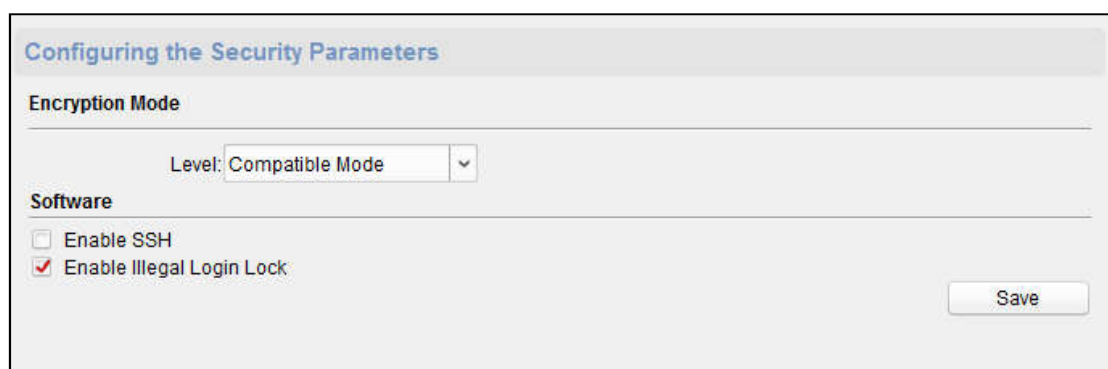 Configuring the Security Parameters
Encryption Mode
Level: Compatible Mode
Software
Enable SSH
Enable Illegal Login Lock
Save